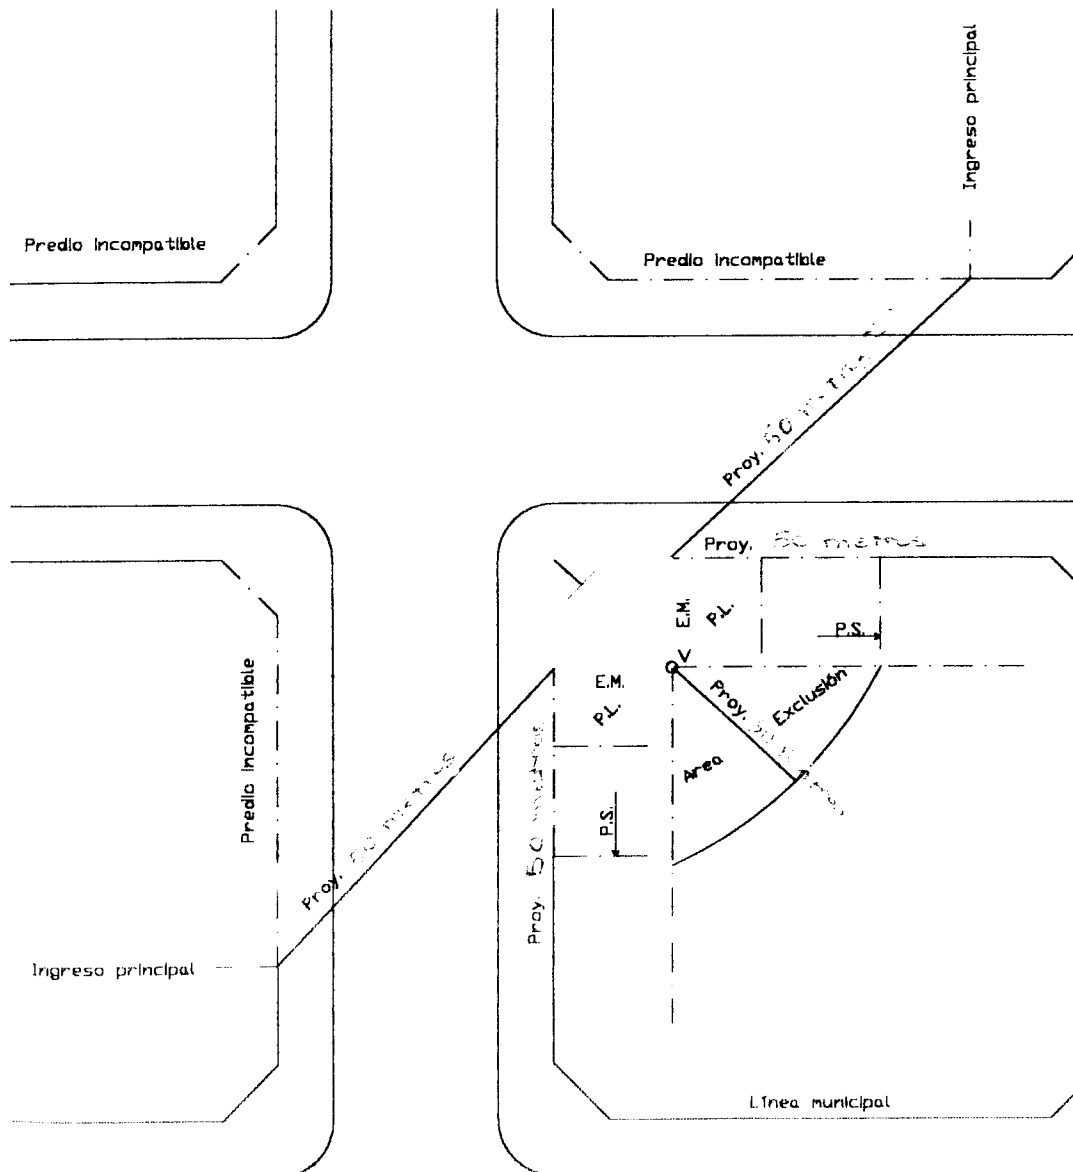 Ingreso principal
Predio incompatible
Predio incompatible
Proy. 50 metros
Proy. 50 metros
E.M.
P.L.
P.S.
V
E.M.
P.L.
Proy.
Exclusión
Area
Predio incompatible
Proy. 50 metros
Proy. 50 metros
P.S.
Ingreso principal
Línea municipal